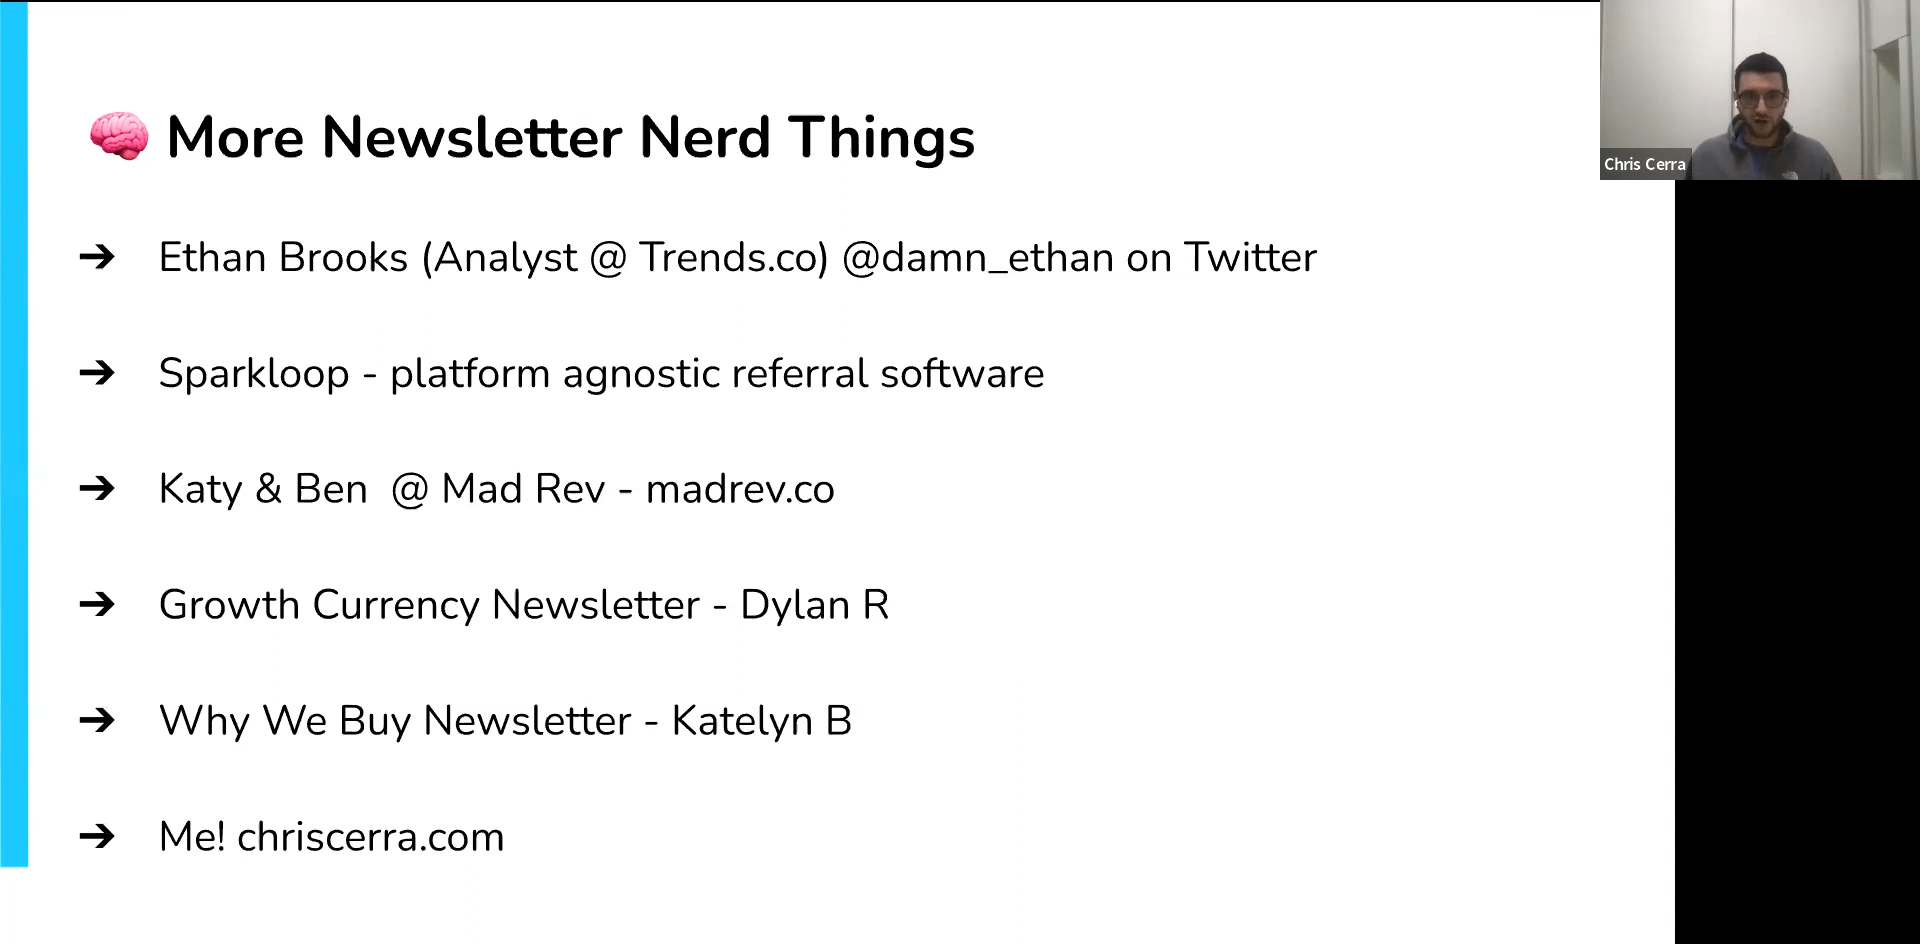 🧠 More Newsletter Nerd Things
Chris Cerra
➔ Ethan Brooks (Analyst @ Trends.co) @damn_ethan on Twitter
➔ Sparkloop - platform agnostic referral software
➔ Katy & Ben  @ Mad Rev - madrev.co
➔ Growth Currency Newsletter - Dylan R
➔ Why We Buy Newsletter - Katelyn B
➔ Me! chriscerra.com